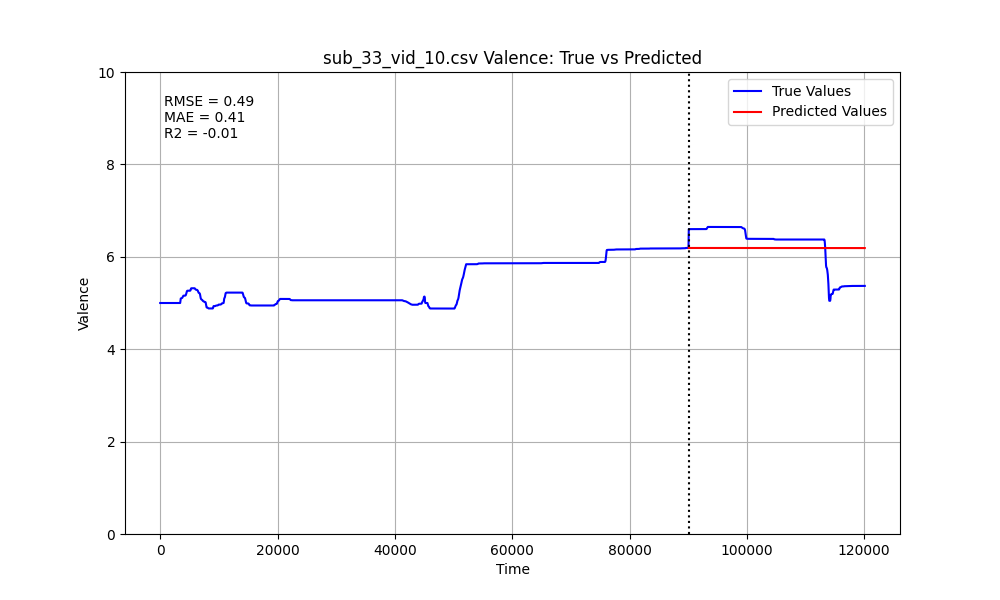 sub_33_vid_10.csv Valence: True vs Predicted
RMSE = 0.49
MAE = 0.41
R2 = -0.01
True Values
Predicted Values
10
8
6
4
2
0
Valence
0 20000 40000 60000 80000 100000 120000
Time